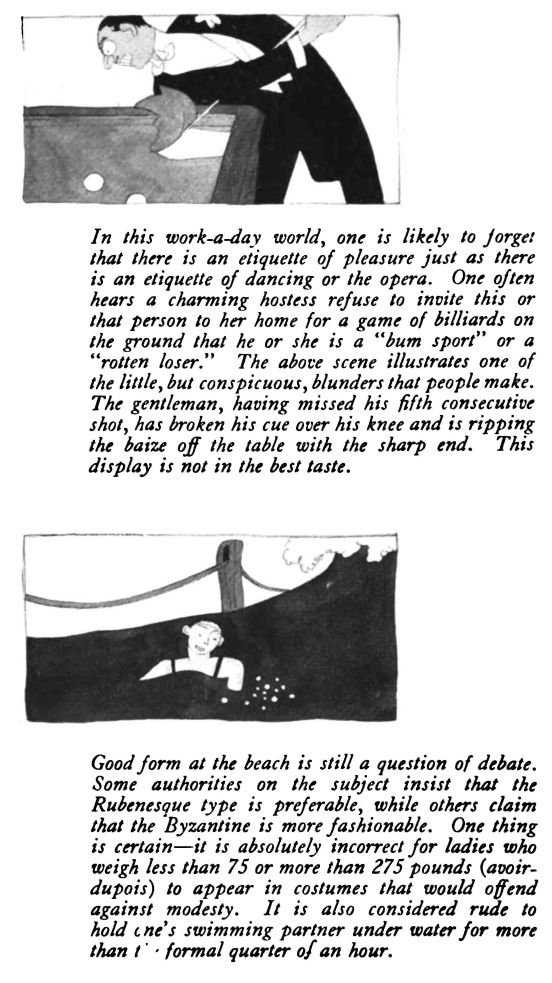 In this work-a-day world, one is likely to forget
that there is an etiquette of pleasure just as there
is an etiquette of dancing or the opera. One often
hears a charming hostess refuse to invite this or
that person to her home for a game of billiards on
the ground that he or she is a "bum sport" or a
"rotten loser." The above scene illustrates one of
the little, but conspicuous, blunders that people make.
The gentleman, having missed his fifth consecutive
shot, has broken his cue over his knee and is ripping
the baize off the table with the sharp end. This
display is not in the best taste.
Good form at the beach is still a question of debate.
Some authorities on the subject insist that the
Rubenesque type is preferable, while others claim
that the Byzantine is more fashionable. One thing
is certain—it is absolutely incorrect for ladies who
weigh less than 75 or more than 275 pounds (avoir-
dupois) to appear in costumes that would offend
against modesty. It is also considered rude to
hold one's swimming partner under water for more
than formal quarter of an hour.